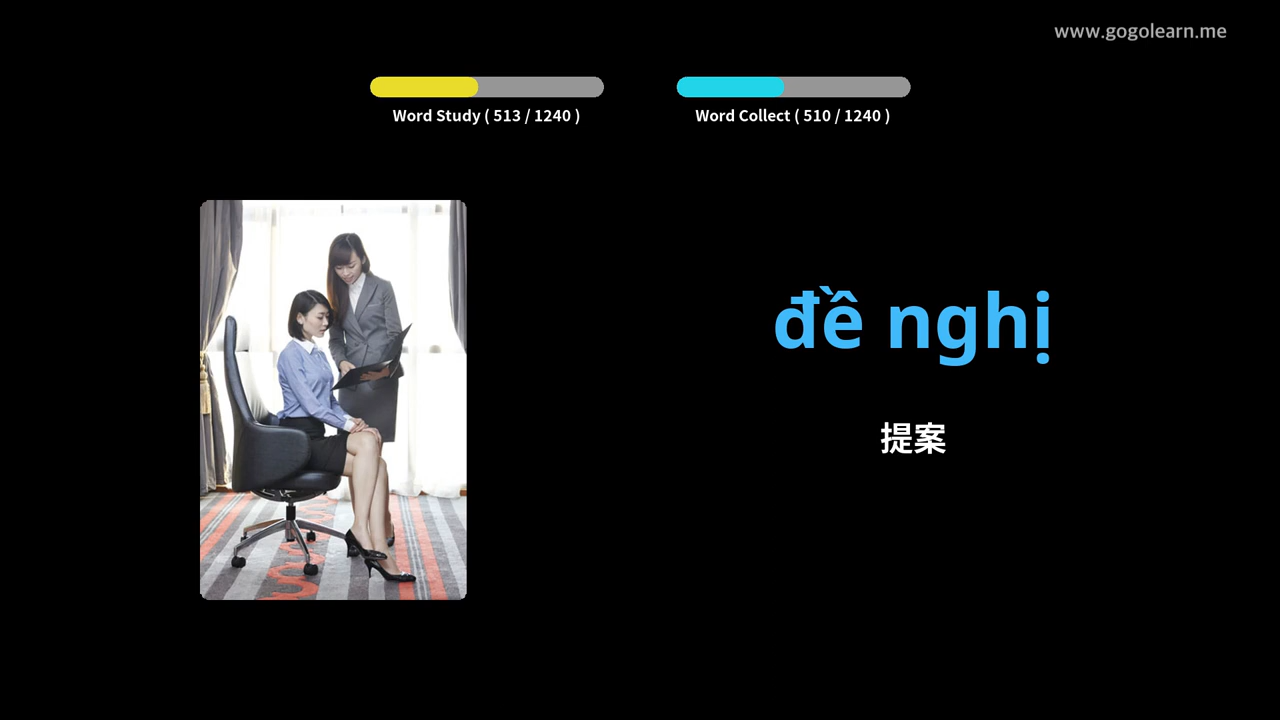 www.gogolearn.me
Word Study ( 513 / 1240 )
Word Collect ( 510 / 1240 )
đề nghị
提案